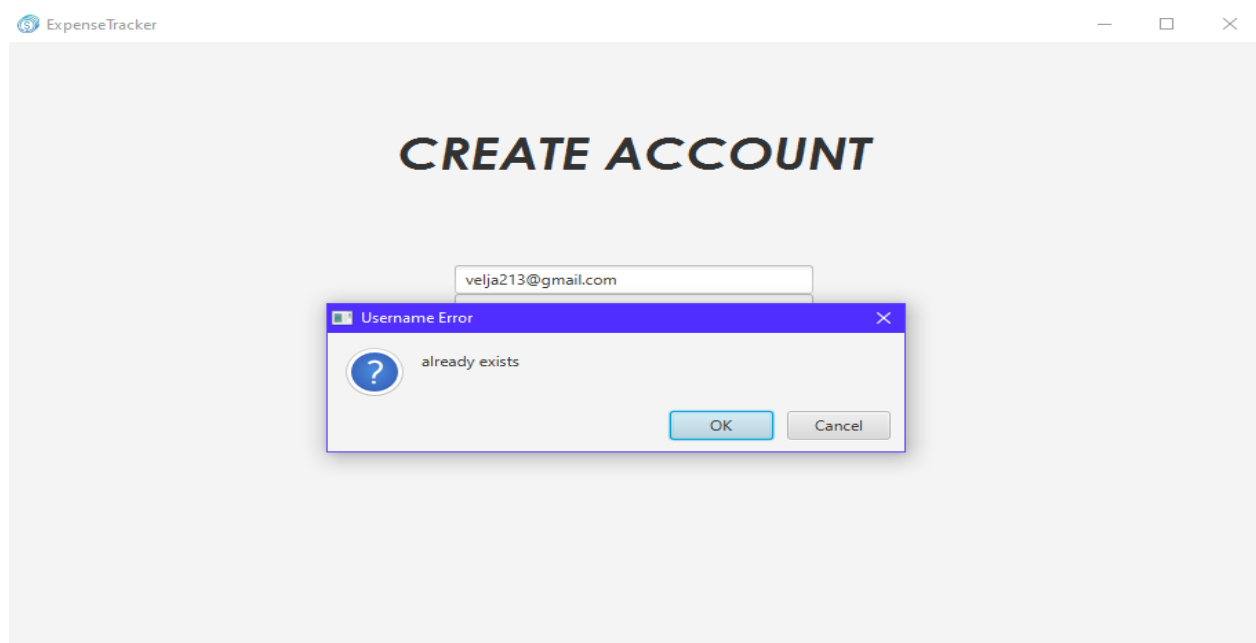 ExpenseTracker
CREATE ACCOUNT
velja213@gmail.com
Username Error
?
already exists
OK Cancel